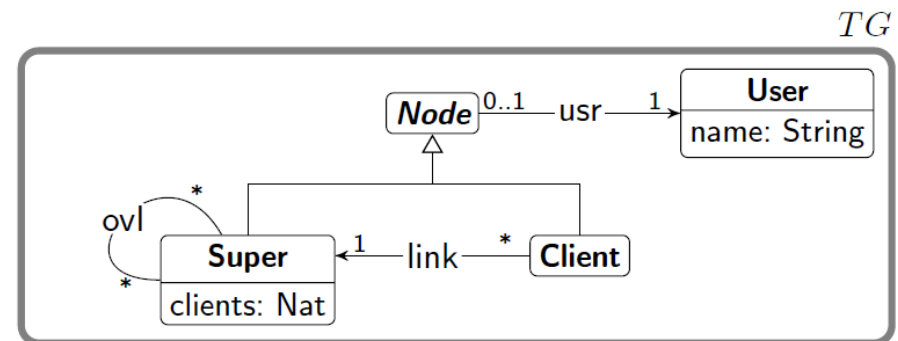 TG
Node
0..1
usr
1
User
name: String
*
ovl
*
Super
clients: Nat
1
link
*
Client